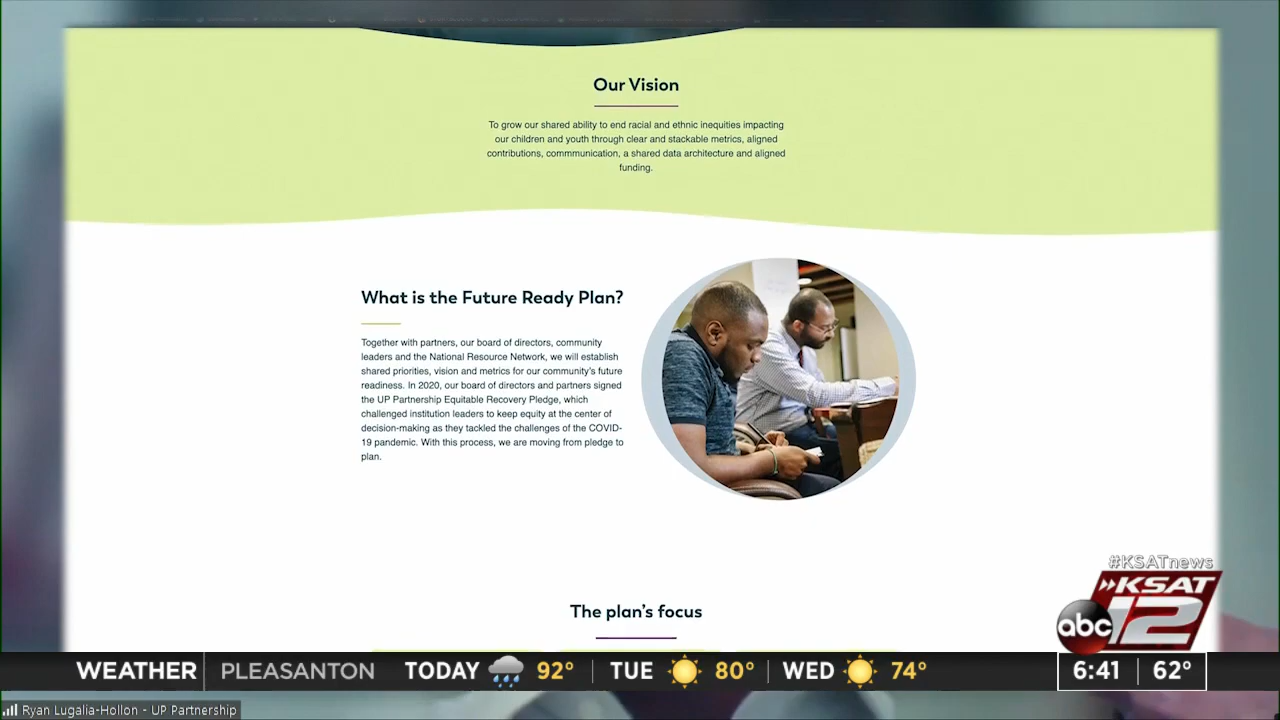 Our Vision
To grow our shared ability to end racial and ethnic inequities impacting
our children and youth through clear and stackable metrics, aligned
contributions, commmunication, a shared data architecture and aligned
funding.
What is the Future Ready Plan?
Together with partners, our board of directors, community
leaders and the National Resource Network, we will establish
shared priorities, vision and metrics for our community's future
readiness. In 2020, our board of directors and partners signed
the UP Partnership Equitable Recovery Pledge, which
challenged institution leaders to keep equity at the center of
decision-making as they tackled the challenges of the COVID-
19 pandemic. With this process, we are moving from pledge to
plan.
The plan's focus
#KSATnews
KSAT
abc 12
WEATHER PLEASANTON TODAY 92° TUE 80° WED 74° 6:41 62°
Ryan Lugalia-Hollon - UP Partnership